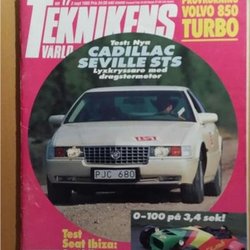 PROVKÖRNING
TEKNIKENS
VÄRLD
VOLVO 850
TURBO
Test: Nya
CADILLAC
SEVILLE STS
Lyxkryssare med
dragstermotor
PJC 680
0-100 på 3,4 sek!
Test
Seat Ibiza: